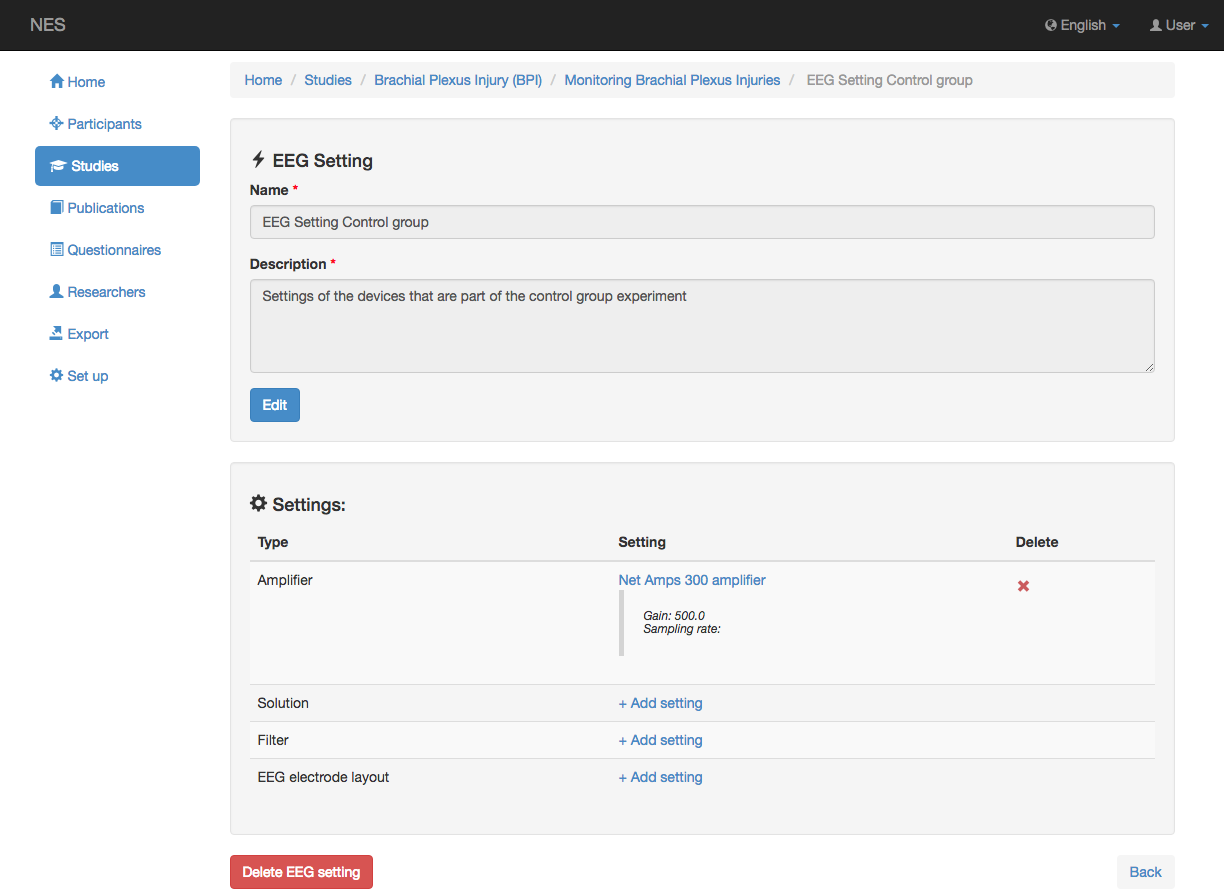 NES
English
User
Home
Participants
Studies
Publications
Questionnaires
Researchers
Export
Set up
Home / Studies / Brachial Plexus Injury (BPI) / Monitoring Brachial Plexus Injuries / EEG Setting Control group
EEG Setting
Name *
EEG Setting Control group
Description *
Settings of the devices that are part of the control group experiment
Edit
Settings:
Type Setting Delete
Amplifier Net Amps 300 amplifier
Gain: 500.0
Sampling rate:
Solution + Add setting
Filter + Add setting
EEG electrode layout + Add setting
Delete EEG setting
Back